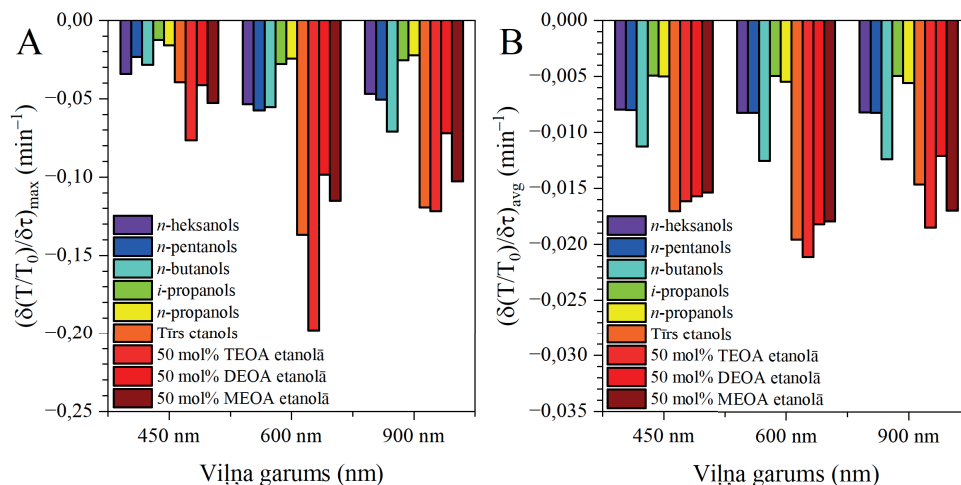 A
0,00
−0,05
−0,10
−0,15
−0,20
−0,25
(δ(T/T₀)/δτ)max (min⁻¹)
n-heksanols
n-pentanols
n-butanols
i-propanols
n-propanols
Tīrs etanols
50 mol% TEOA etanolā
50 mol% DEOA etanolā
50 mol% MEOA etanolā
450 nm 600 nm 900 nm
Viļņa garums (nm)
B
0,000
−0,005
−0,010
−0,015
−0,020
−0,025
−0,030
−0,035
(δ(T/T₀)/δτ)avg (min⁻¹)
n-heksanols
n-pentanols
n-butanols
i-propanols
n-propanols
Tīrs etanols
50 mol% TEOA etanolā
50 mol% DEOA etanolā
50 mol% MEOA etanolā
450 nm 600 nm 900 nm
Viļņa garums (nm)